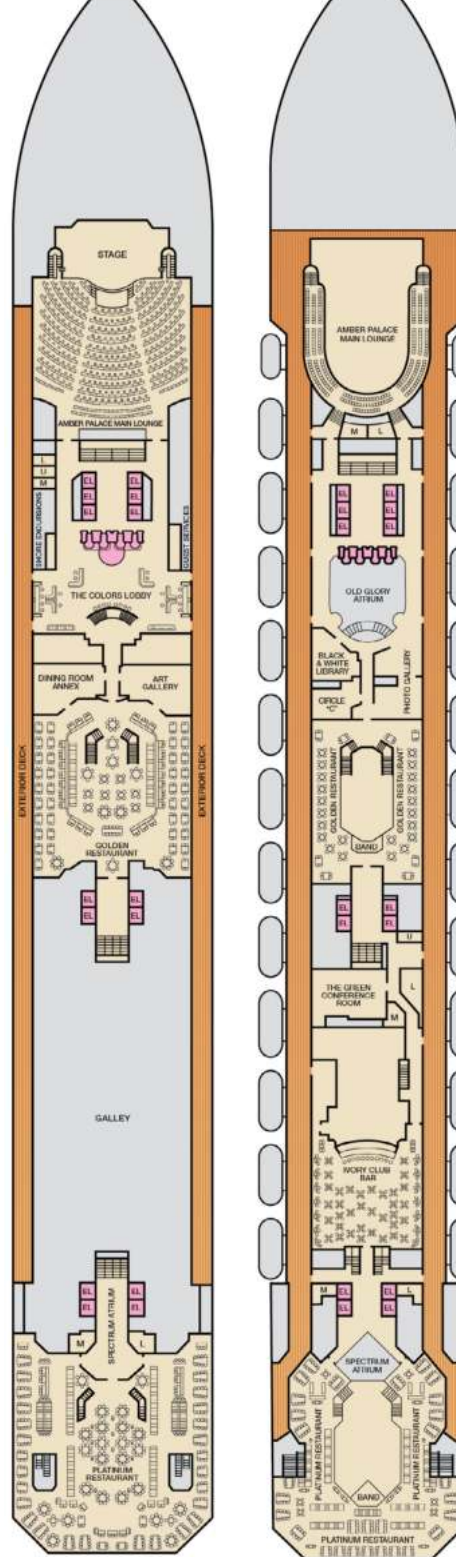 STAGE
AMBER PALACE MAIN LOUNGE
L
U
M
SHORE EXCURSIONS
EL
EL
EL
EL
EL
EL
GUEST SERVICES
THE COLORS LOBBY
DINING ROOM
ANNEX
ART
GALLERY
EXTERIOR DECK
EXTERIOR DECK
GOLDEN
RESTAURANT
EL
EL
EL
EL
GALLEY
EL
EL
EL
EL
SPECTRUM ATRIUM
M
L
PLATINUM
RESTAURANT
AMBER PALACE
MAIN LOUNGE
M
L
EL
EL
EL
EL
EL
EL
OLD GLORY
ATRIUM
BLACK
& WHITE
LIBRARY
PHOTO GALLERY
CIRCLE
"C"
GOLDEN RESTAURANT
GOLDEN RESTAURANT
BAND
EL
EL
EL
EL
U
THE GREEN
CONFERENCE
ROOM
L
M
IVORY CLUB
BAR
M
EL
EL
EL
EL
L
SPECTRUM
ATRIUM
PLATINUM RESTAURANT
PLATINUM RESTAURANT
BAND
PLATINUM RESTAURANT